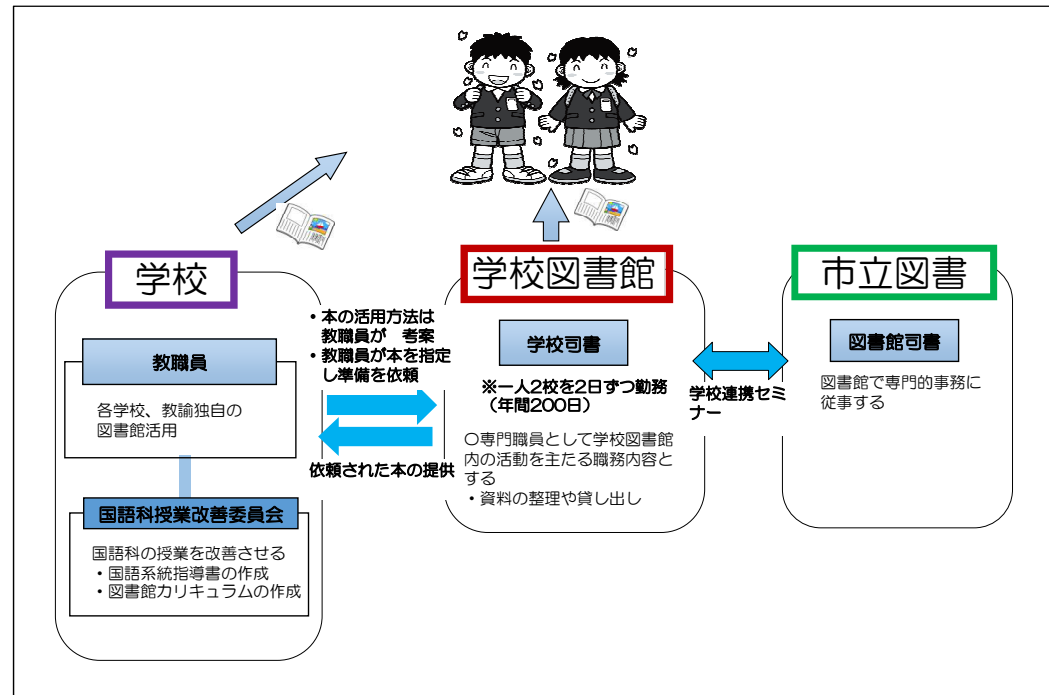 学校
教職員
各学校、教諭独自の
図書館活用
国語科授業改善委員会
国語科の授業を改善させる
・国語系統指導書の作成
・図書館カリキュラムの作成
・本の活用方法は
教職員が　考案
・教職員が本を指定
し準備を依頼
依頼された本の提供
学校図書館
学校司書
※一人2校を2日ずつ勤務
（年間200日）
〇専門職員として学校図書館
内の活動を主たる職務内容と
する
・資料の整理や貸し出し
学校連携セミ
ナー
市立図書
図書館司書
図書館で専門的事務に
従事する